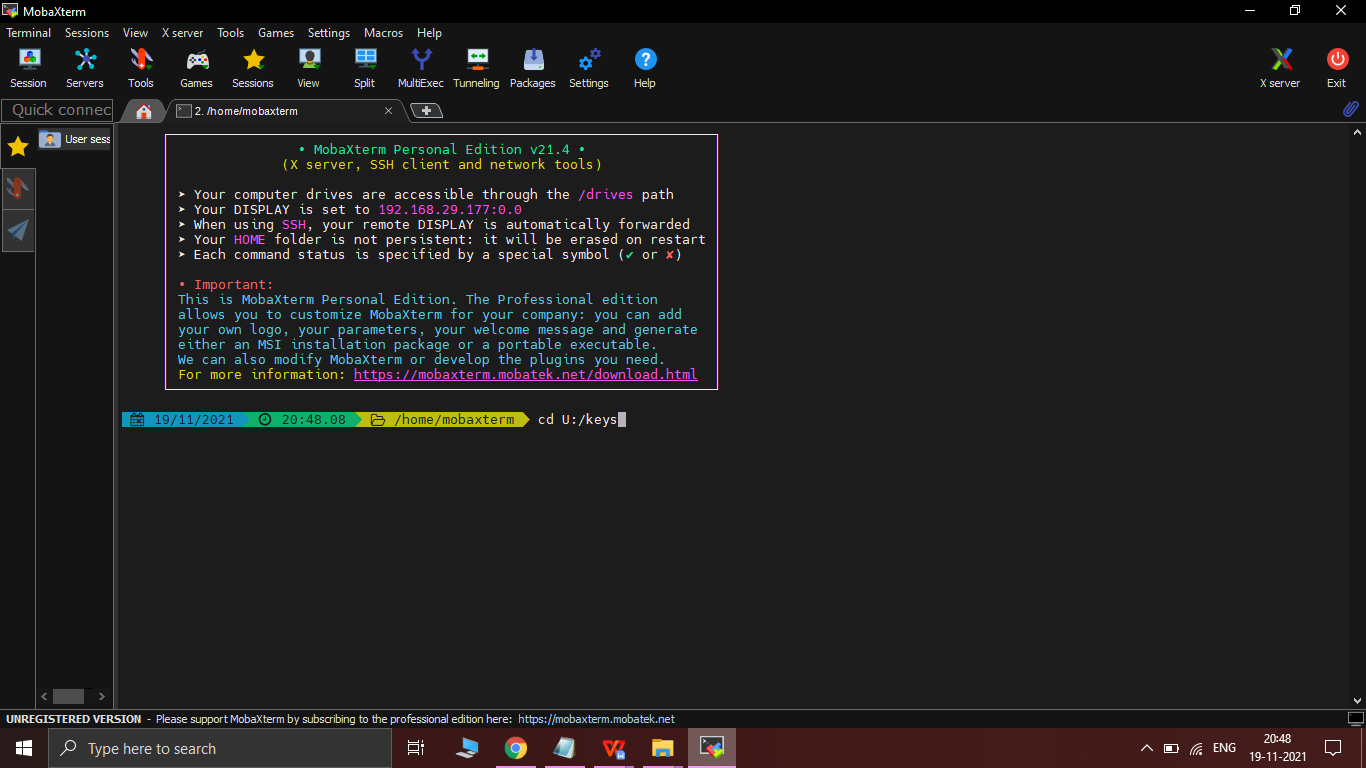 MobaXterm
Terminal Sessions View X server Tools Games Settings Macros Help
Session Servers Tools Games Sessions View Split MultiExec Tunneling Packages Settings Help X server Exit
Quick connec
2. /home/mobaxterm
User sess
• MobaXterm Personal Edition v21.4 •
(X server, SSH client and network tools)
➤ Your computer drives are accessible through the /drives path
➤ Your DISPLAY is set to 192.168.29.177:0.0
➤ When using SSH, your remote DISPLAY is automatically forwarded
➤ Your HOME folder is not persistent: it will be erased on restart
➤ Each command status is specified by a special symbol (✔ or ✘)
• Important:
This is MobaXterm Personal Edition. The Professional edition
allows you to customize MobaXterm for your company: you can add
your own logo, your parameters, your welcome message and generate
either an MSI installation package or a portable executable.
We can also modify MobaXterm or develop the plugins you need.
For more information: https://mobaxterm.mobatek.net/download.html
19/11/2021 20:48.08 /home/mobaxterm cd U:/keys
UNREGISTERED VERSION - Please support MobaXterm by subscribing to the professional edition here: https://mobaxterm.mobatek.net
Type here to search
ENG
20:48
19-11-2021